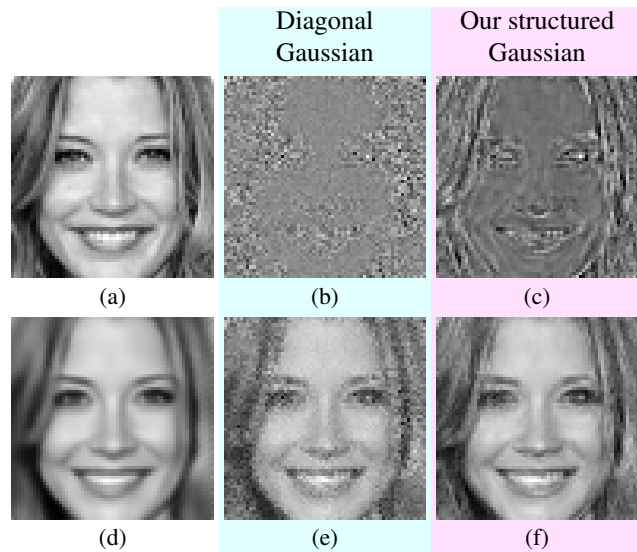 Diagonal
Gaussian
Our structured
Gaussian
(a)
(b)
(c)
(d)
(e)
(f)